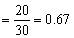 = 20/30 = 0.67